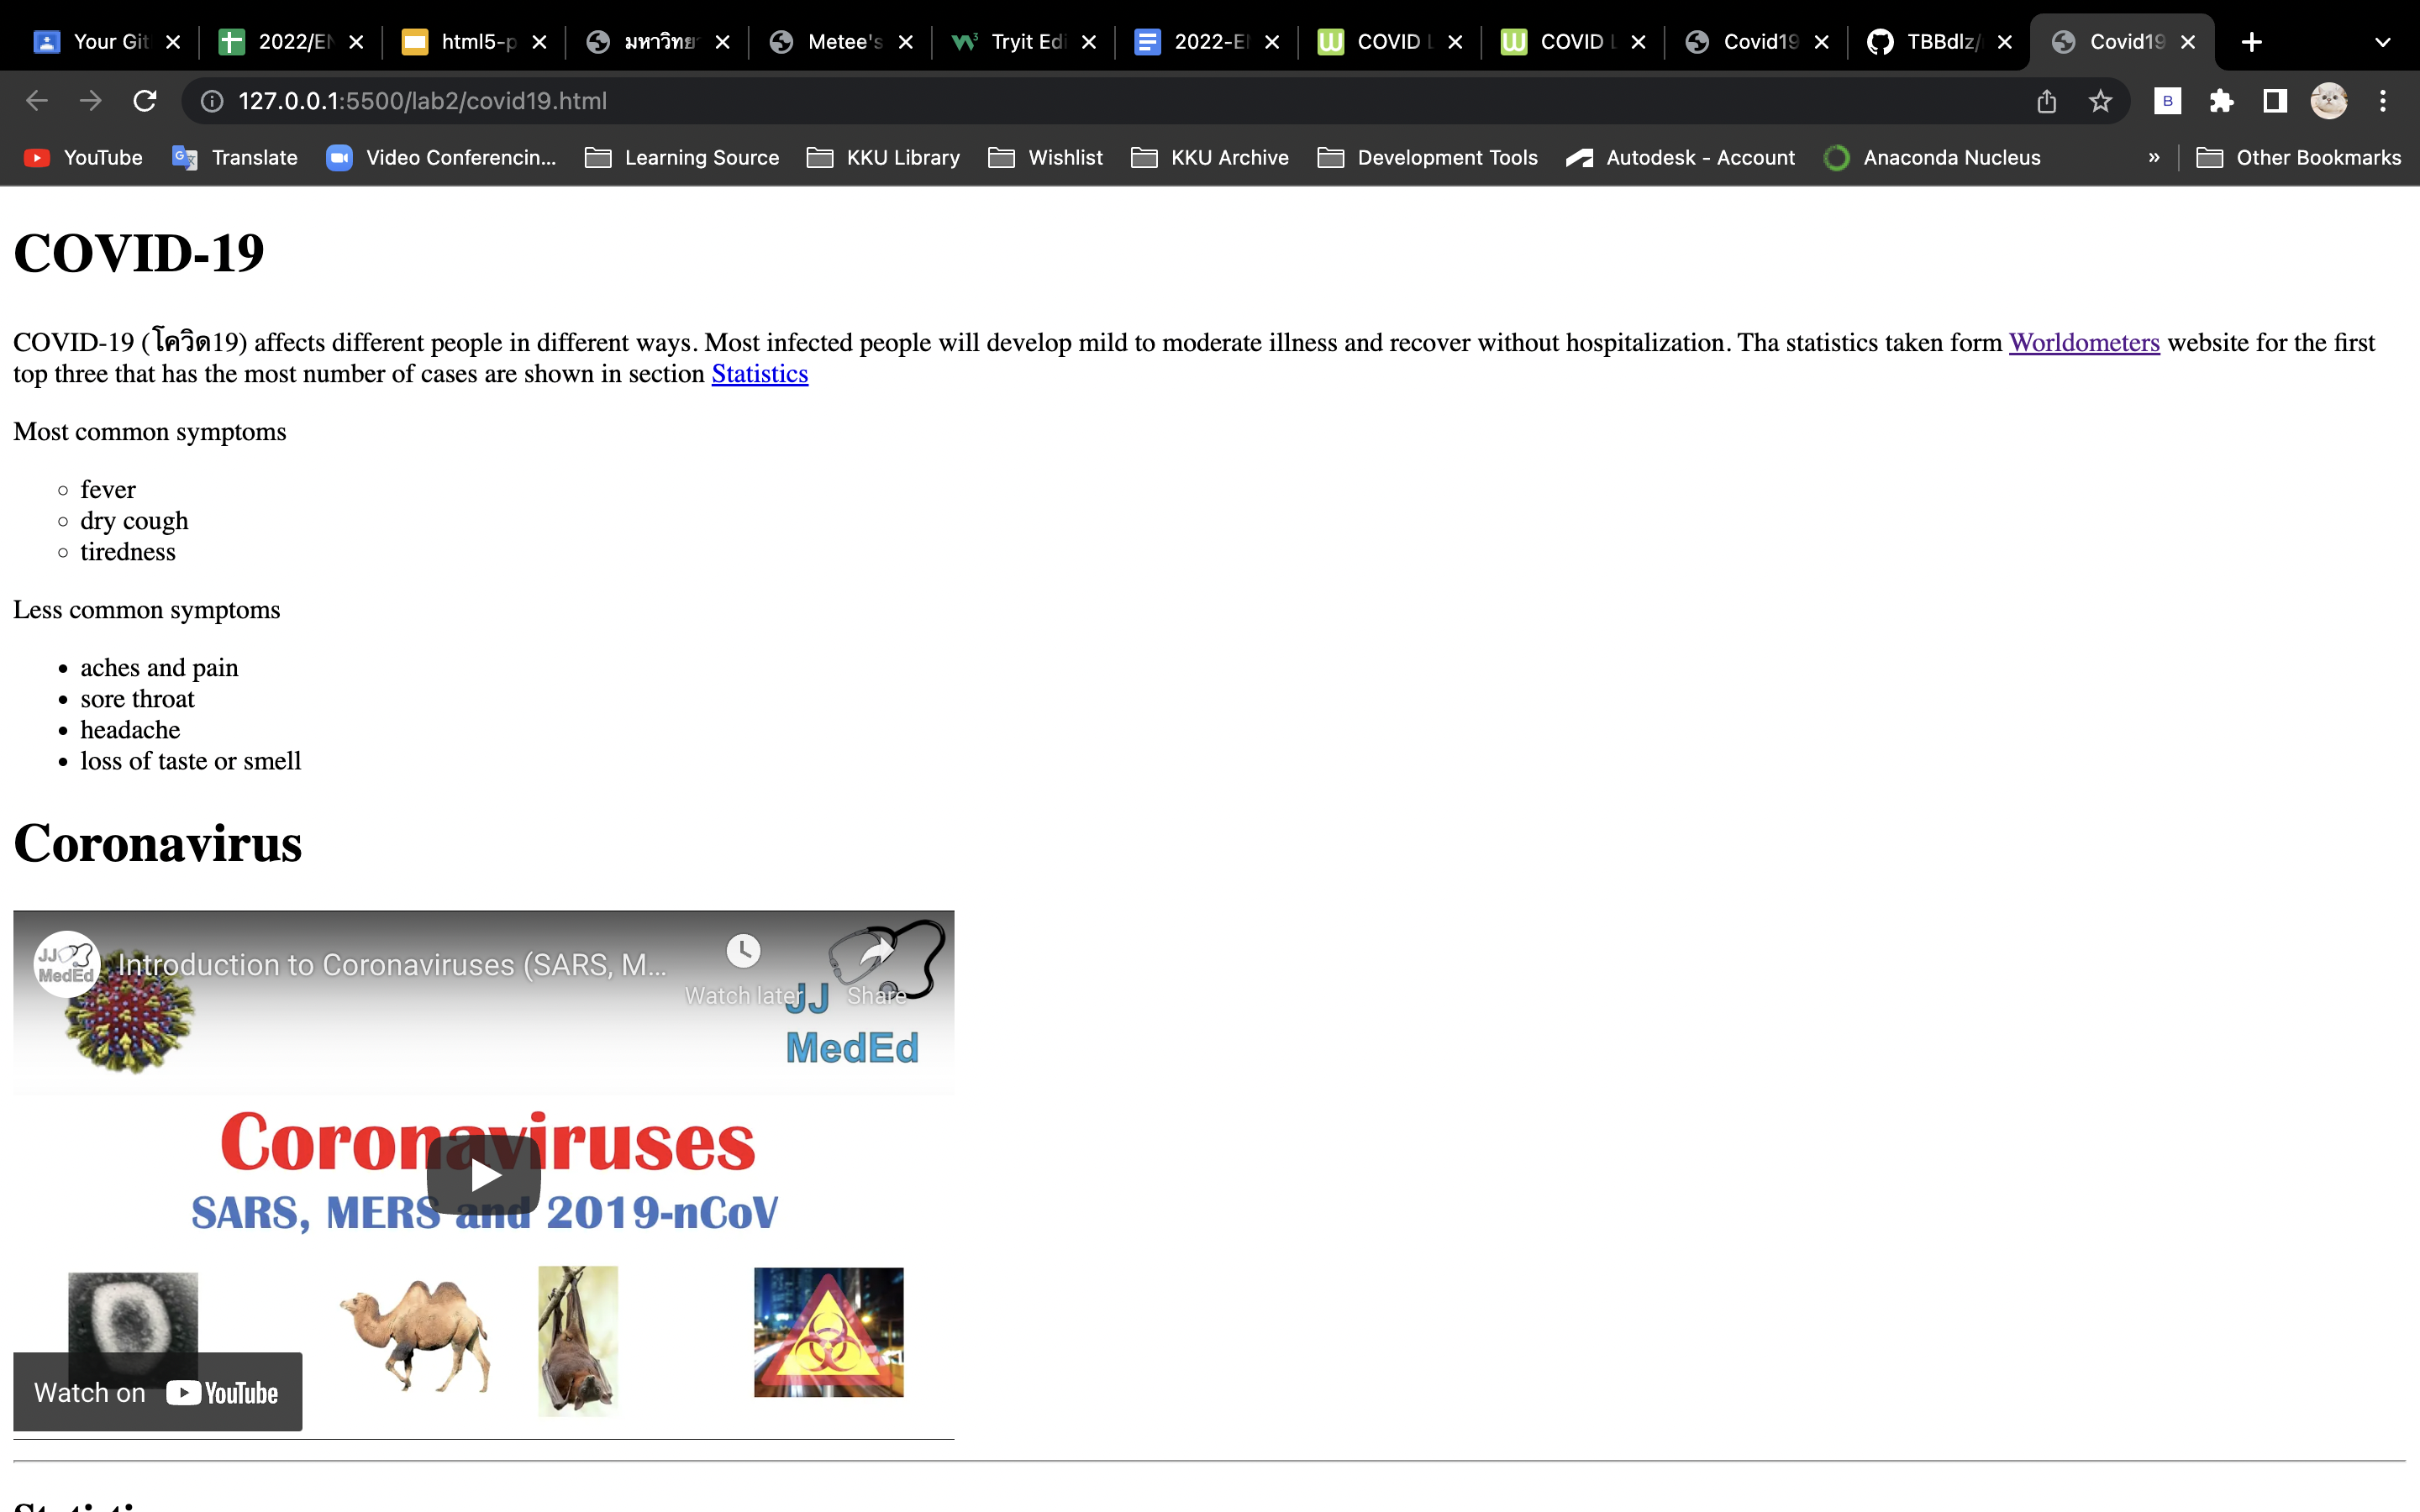 Your Git
2022/EN
html5-p
มหาวิทยา
Metee's
Tryit Edi
2022-EN
COVID L
COVID L
Covid19
TBBdlz/
Covid19
127.0.0.1:5500/lab2/covid19.html
B
YouTube
Translate
Video Conferencin...
Learning Source
KKU Library
Wishlist
KKU Archive
Development Tools
Autodesk - Account
Anaconda Nucleus
»
Other Bookmarks
COVID-19
COVID-19 (โควิด19) affects different people in different ways. Most infected people will develop mild to moderate illness and recover without hospitalization. Tha statistics taken form Worldometers website for the first
top three that has the most number of cases are shown in section Statistics
Most common symptoms
fever
dry cough
tiredness
Less common symptoms
aches and pain
sore throat
headache
loss of taste or smell
Coronavirus
JJ
MedEd
Introduction to Coronaviruses (SARS, M...
Watch later
Share
JJ
MedEd
Coronaviruses
SARS, MERS and 2019-nCoV
Watch on YouTube